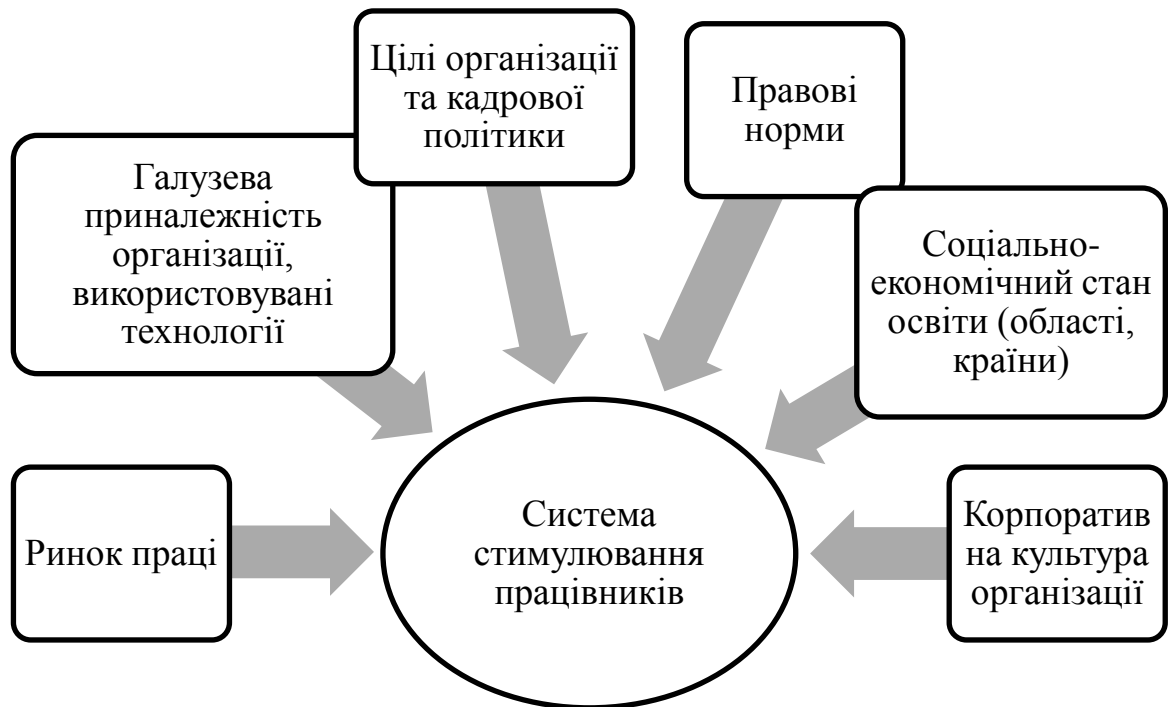 Цілі організації
та кадрової
політики
Правові
норми
Галузева
приналежність
організації,
використовувані
технології
Соціально-
економічний стан
освіти (області,
країни)
Ринок праці
Система
стимулювання
працівників
Корпоратив
на культура
організації